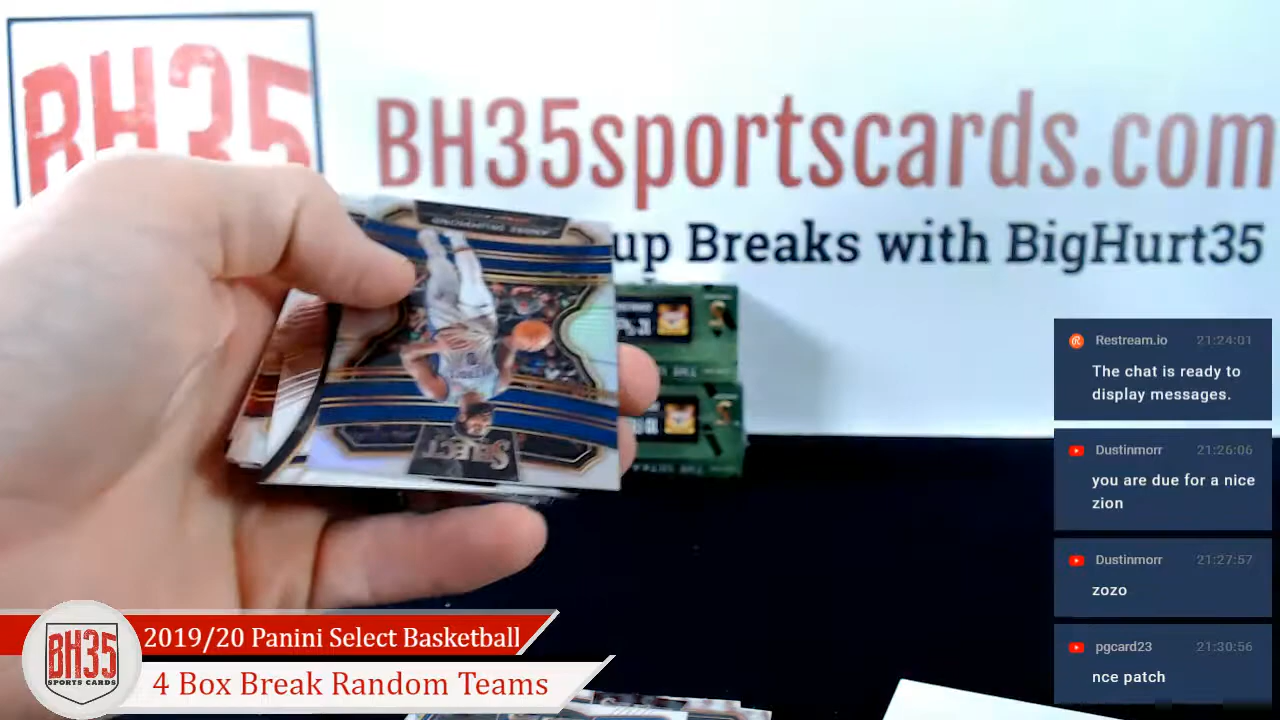 BH35
BH35sportscards.com
up Breaks with BigHurt35
ANDRE DRUMMOND
SELECT
Restream.io 21:24:01
The chat is ready to
display messages.
Dustinmorr 21:26:06
you are due for a nice
zion
Dustinmorr 21:27:57
zozo
pgcard23 21:30:56
nce patch
BH35
SPORTS CARDS
2019/20 Panini Select Basketball
4 Box Break Random Teams